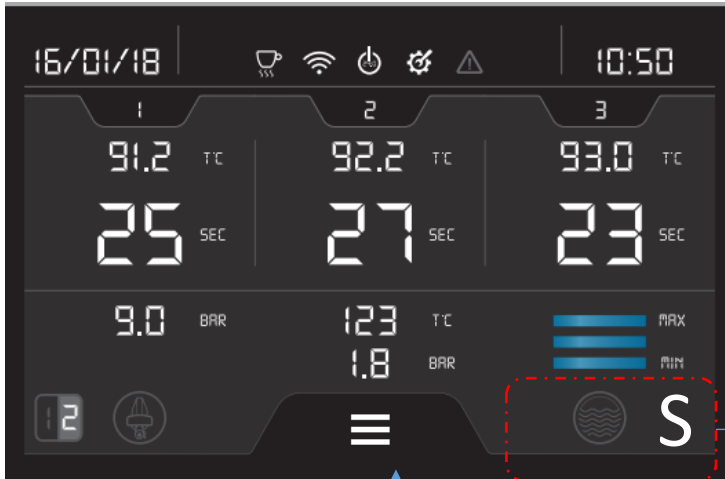 16/01/18 10:50
1 2 3
91.2 T°C 92.2 T°C 93.0 T°C
25 SEC 27 SEC 23 SEC
9.0 BAR 123 T°C MAX
1.8 BAR MIN
1 2 S